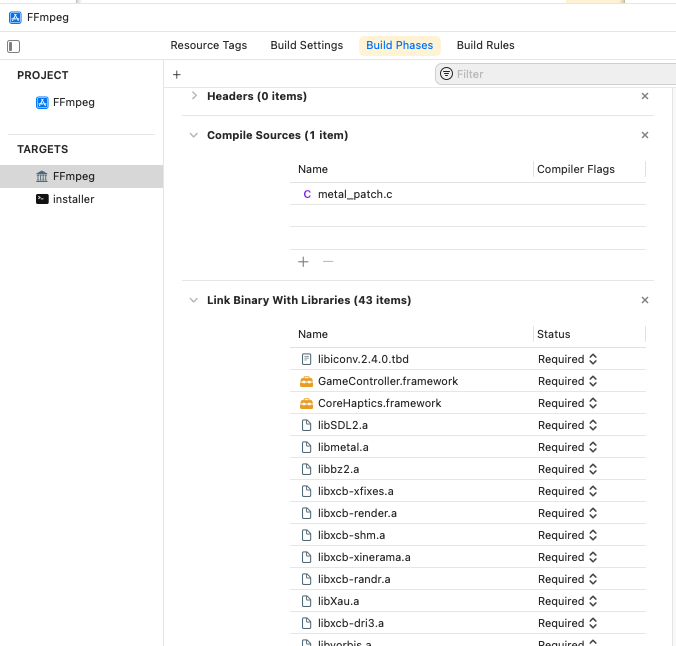 FFmpeg
Resource Tags Build Settings Build Phases Build Rules
PROJECT
FFmpeg
TARGETS
FFmpeg
installer
+ Filter
Headers (0 items) ×
Compile Sources (1 item) ×
Name Compiler Flags
C metal_patch.c
+ −
Link Binary With Libraries (43 items) ×
Name Status
libiconv.2.4.0.tbd Required
GameController.framework Required
CoreHaptics.framework Required
libSDL2.a Required
libmetal.a Required
libbz2.a Required
libxcb-xfixes.a Required
libxcb-render.a Required
libxcb-shm.a Required
libxcb-xinerama.a Required
libxcb-randr.a Required
libXau.a Required
libxcb-dri3.a Required
libvorbis.a Required